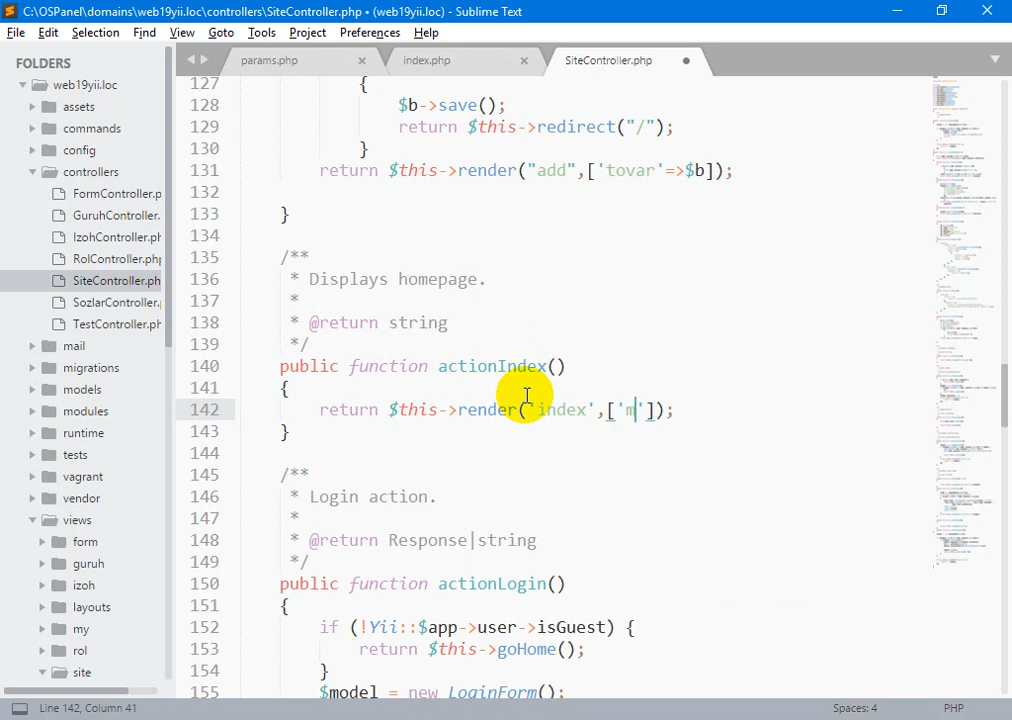 C:\OSPanel\domains\web19yii.loc\controllers\SiteController.php • (web19yii.loc) - Sublime Text
File Edit Selection Find View Goto Tools Project Preferences Help
FOLDERS
web19yii.loc
assets
commands
config
controllers
FormController.p
GuruhController.
IzohController.ph
RolController.php
SiteController.ph
SozlarController.
TestController.ph
mail
migrations
models
modules
runtime
tests
vagrant
vendor
views
form
guruh
izoh
layouts
my
rol
site
params.php
index.php
SiteController.php
127 {
128 $b->save();
129 return $this->redirect("/");
130 }
131 return $this->render("add",['tovar'=>$b]);
132
133 }
134
135 /**
136 * Displays homepage.
137 *
138 * @return string
139 */
140 public function actionIndex()
141 {
142 return $this->render('index',['m']);
143 }
144
145 /**
146 * Login action.
147 *
148 * @return Response|string
149 */
150 public function actionLogin()
151 {
152 if (!Yii::$app->user->isGuest) {
153 return $this->goHome();
154 }
155 $model = new LoginForm();
Line 142, Column 41
Spaces: 4
PHP